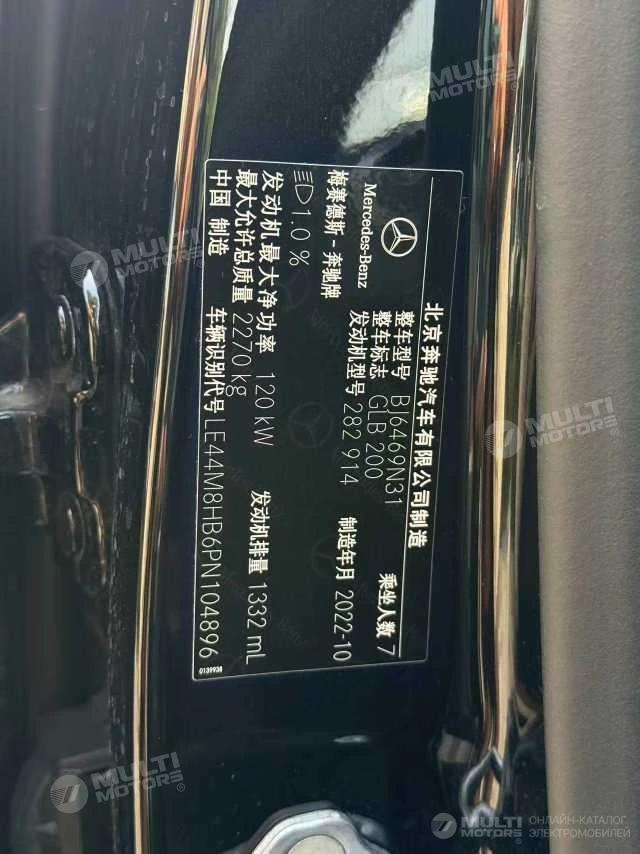 北京奔驰汽车有限公司制造
Mercedes-Benz
梅赛德斯-奔驰牌
整车型号 BJ6469N31
整车标志 GLB 200
发动机型号 282 914
乘坐人数 7
制造年月 2022-10
1.0 %
发动机最大净功率 120 kW
发动机排量 1332 mL
最大允许总质量 2270 kg
中国 制造
车辆识别代号 LE44M8HB6PN104896
0139938
MULTI MOTORS
MULTI MOTORS
MULTI MOTORS
MULTI MOTORS
MULTI MOTORS
MULTI MOTORS
ОНЛАЙН-КАТАЛОГ
ЭЛЕКТРОМОБИЛЕЙ